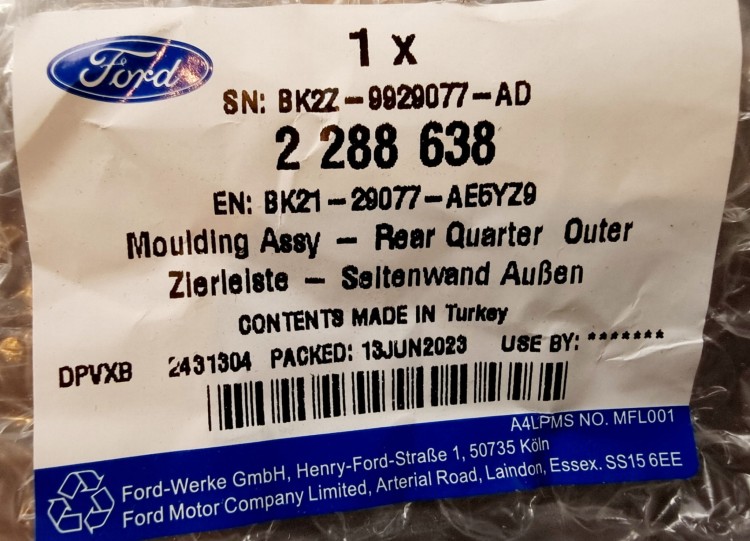 Ford
1 x
SN: BK2Z-9929077-AD
2 288 638
EN: BK21-29077-AE5YZ9
Moulding Assy - Rear Quarter Outer
Zierleiste - Seitenwand Außen
CONTENTS MADE IN Turkey
DPVXB 2431304 PACKED: 13JUN2023 USE BY: *******
A4LPMS NO. MFL001
Ford-Werke GmbH, Henry-Ford-Straße 1, 50735 Köln
Ford Motor Company Limited, Arterial Road, Laindon, Essex. SS15 6EE